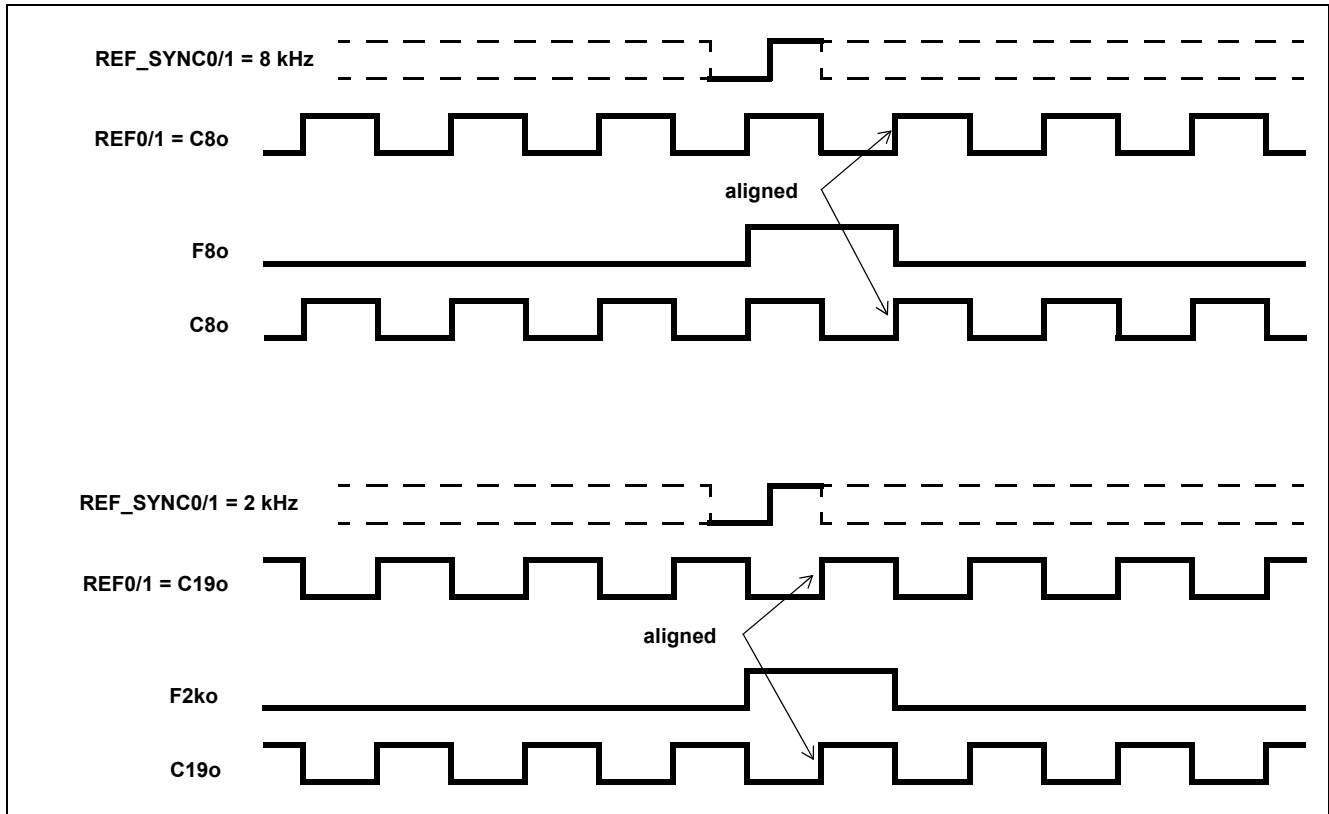 REF_SYNC0/1 = 8 kHz
REF0/1 = C8o
aligned
F8o
C8o
REF_SYNC0/1 = 2 kHz
REF0/1 = C19o
aligned
F2ko
C19o